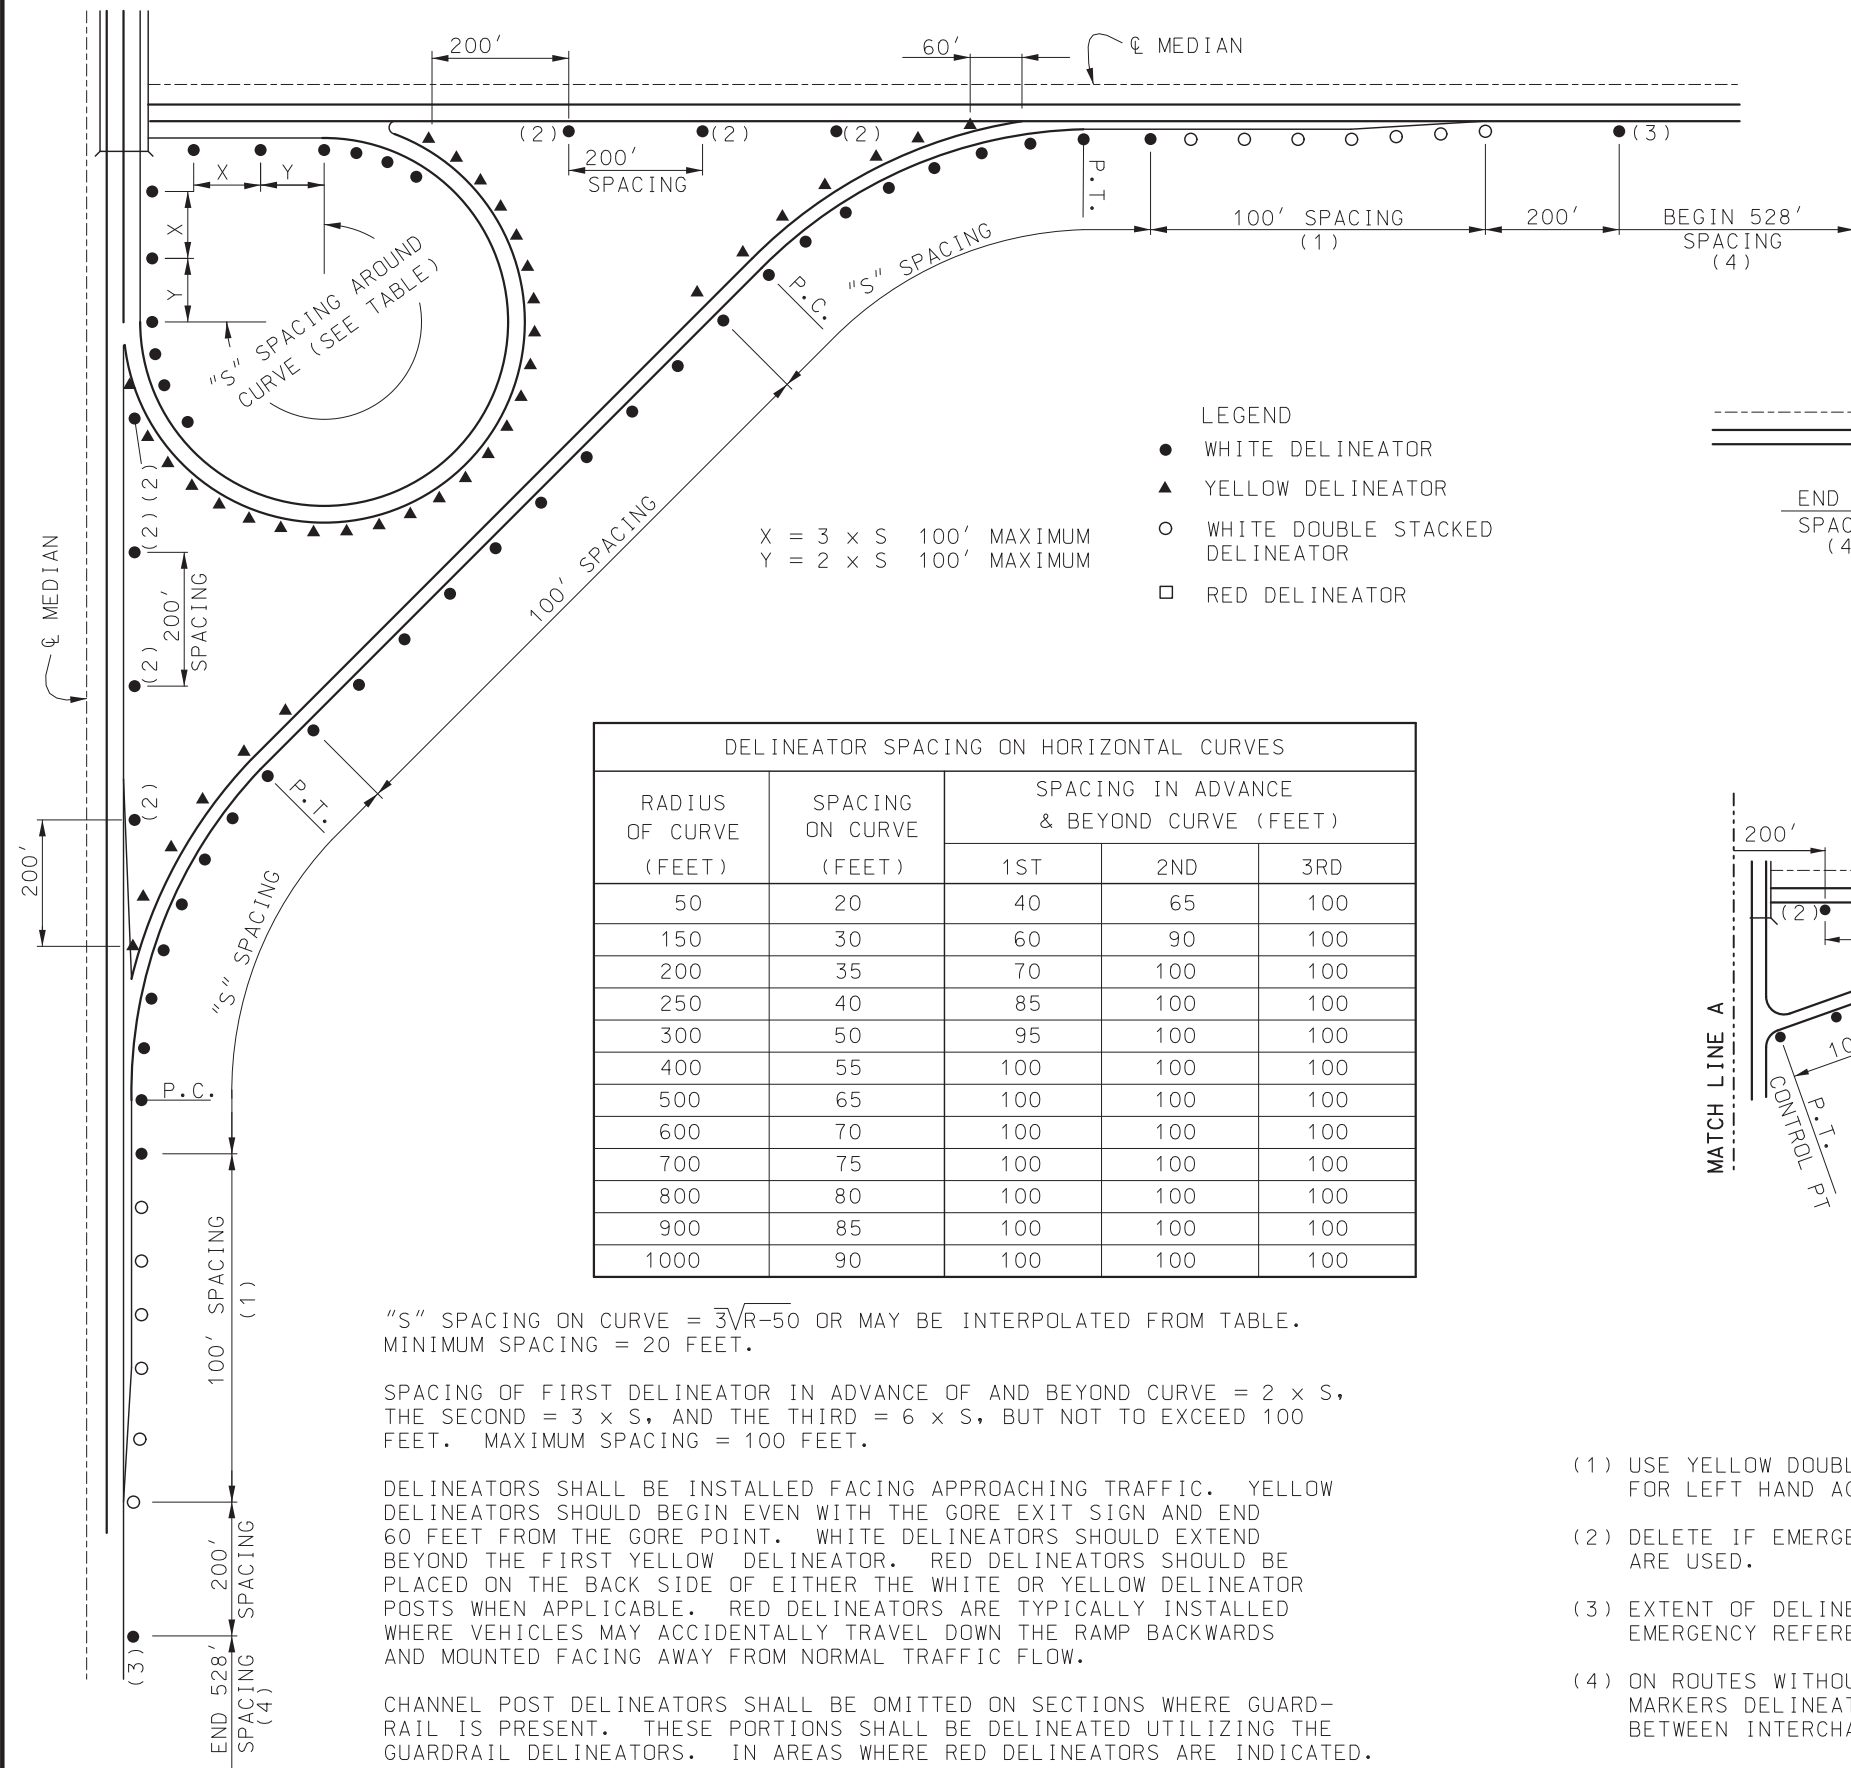 200′
60′
℄ MEDIAN
(2)
(2)
(2)
(3)
200′
SPACING
X
Y
X
Y
"S" SPACING AROUND
CURVE (SEE TABLE)
P.T.
100′ SPACING
(1)
200′
BEGIN 528′
SPACING
(4)
"S" SPACING
P.C.
LEGEND
WHITE DELINEATOR
YELLOW DELINEATOR
WHITE DOUBLE STACKED
DELINEATOR
RED DELINEATOR
X = 3 x S 100′ MAXIMUM
Y = 2 x S 100′ MAXIMUM
END
SPAC
(4
(2)
(2)
℄ MEDIAN
200′
SPACING
(2)
100′ SPACING
(2)
200′
P.T.
"S" SPACING
P.C.
100′ SPACING
(1)
200′
SPACING
(3)
END 528′
SPACING
(4)
DELINEATOR SPACING ON HORIZONTAL CURVES
RADIUS
OF CURVE
(FEET)
SPACING
ON CURVE
(FEET)
SPACING IN ADVANCE
& BEYOND CURVE (FEET)
1ST 2ND 3RD
50 20 40 65 100
150 30 60 90 100
200 35 70 100 100
250 40 85 100 100
300 50 95 100 100
400 55 100 100 100
500 65 100 100 100
600 70 100 100 100
700 75 100 100 100
800 80 100 100 100
900 85 100 100 100
1000 90 100 100 100
200′
(2)
MATCH LINE A
10
P.T.
CONTROL PT
"S" SPACING ON CURVE = 3√R-50 OR MAY BE INTERPOLATED FROM TABLE.
MINIMUM SPACING = 20 FEET.
SPACING OF FIRST DELINEATOR IN ADVANCE OF AND BEYOND CURVE = 2 x S,
THE SECOND = 3 x S, AND THE THIRD = 6 x S, BUT NOT TO EXCEED 100
FEET. MAXIMUM SPACING = 100 FEET.
DELINEATORS SHALL BE INSTALLED FACING APPROACHING TRAFFIC. YELLOW
DELINEATORS SHOULD BEGIN EVEN WITH THE GORE EXIT SIGN AND END
60 FEET FROM THE GORE POINT. WHITE DELINEATORS SHOULD EXTEND
BEYOND THE FIRST YELLOW DELINEATOR. RED DELINEATORS SHOULD BE
PLACED ON THE BACK SIDE OF EITHER THE WHITE OR YELLOW DELINEATOR
POSTS WHEN APPLICABLE. RED DELINEATORS ARE TYPICALLY INSTALLED
WHERE VEHICLES MAY ACCIDENTALLY TRAVEL DOWN THE RAMP BACKWARDS
AND MOUNTED FACING AWAY FROM NORMAL TRAFFIC FLOW.
CHANNEL POST DELINEATORS SHALL BE OMITTED ON SECTIONS WHERE GUARD-
RAIL IS PRESENT. THESE PORTIONS SHALL BE DELINEATED UTILIZING THE
GUARDRAIL DELINEATORS. IN AREAS WHERE RED DELINEATORS ARE INDICATED.
(1) USE YELLOW DOUBL
FOR LEFT HAND AC
(2) DELETE IF EMERGE
ARE USED.
(3) EXTENT OF DELINE
EMERGENCY REFERE
(4) ON ROUTES WITHOU
MARKERS DELINEAT
BETWEEN INTERCHA